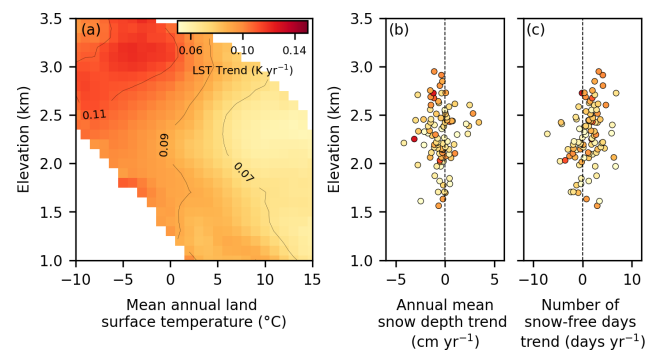 (a)
0.06 0.10 0.14
LST Trend (K yr⁻¹)
0.11
0.09
0.07
3.5
3.0
2.5
2.0
1.5
1.0
Elevation (km)
−10 −5 0 5 10 15
Mean annual land
surface temperature (°C)
(b)
3.5
3.0
2.5
2.0
1.5
1.0
Elevation (km)
−5 0 5
Annual mean
snow depth trend
(cm yr⁻¹)
(c)
−10 0 10
Number of
snow-free days
trend (days yr⁻¹)